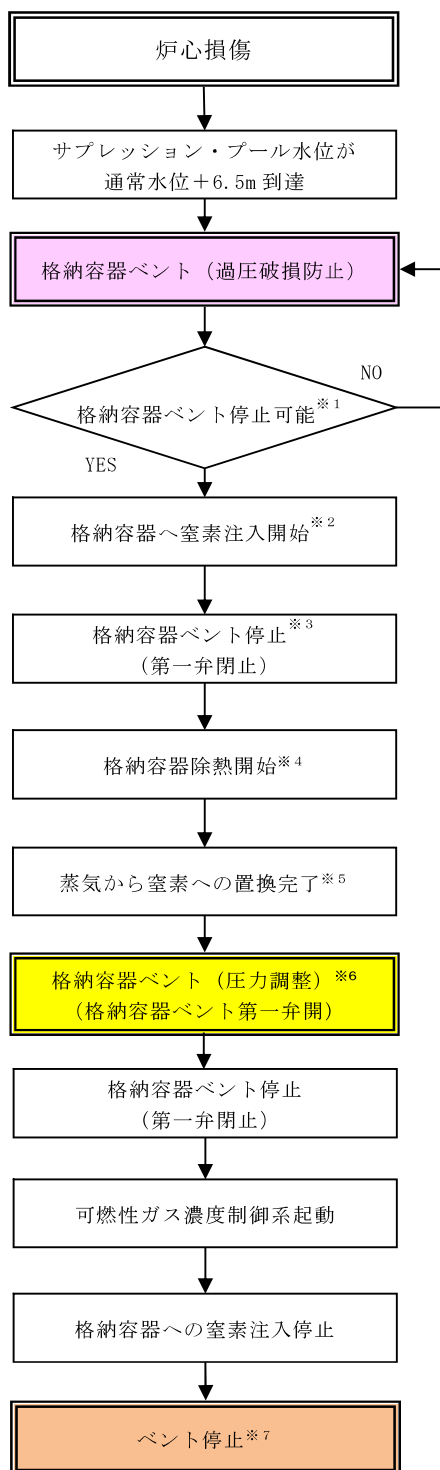 炉心損傷
サプレッション・プール水位が
通常水位＋6.5m 到達
格納容器ベント（過圧破損防止）
NO
格納容器ベント停止可能※１
YES
格納容器へ窒素注入開始※２
格納容器ベント停止※３
（第一弁閉止）
格納容器除熱開始※４
蒸気から窒素への置換完了※５
格納容器ベント（圧力調整）※6
（格納容器ベント第一弁開）
格納容器ベント停止
（第一弁閉止）
可燃性ガス濃度制御系起動
格納容器への窒素注入停止
ベント停止※７